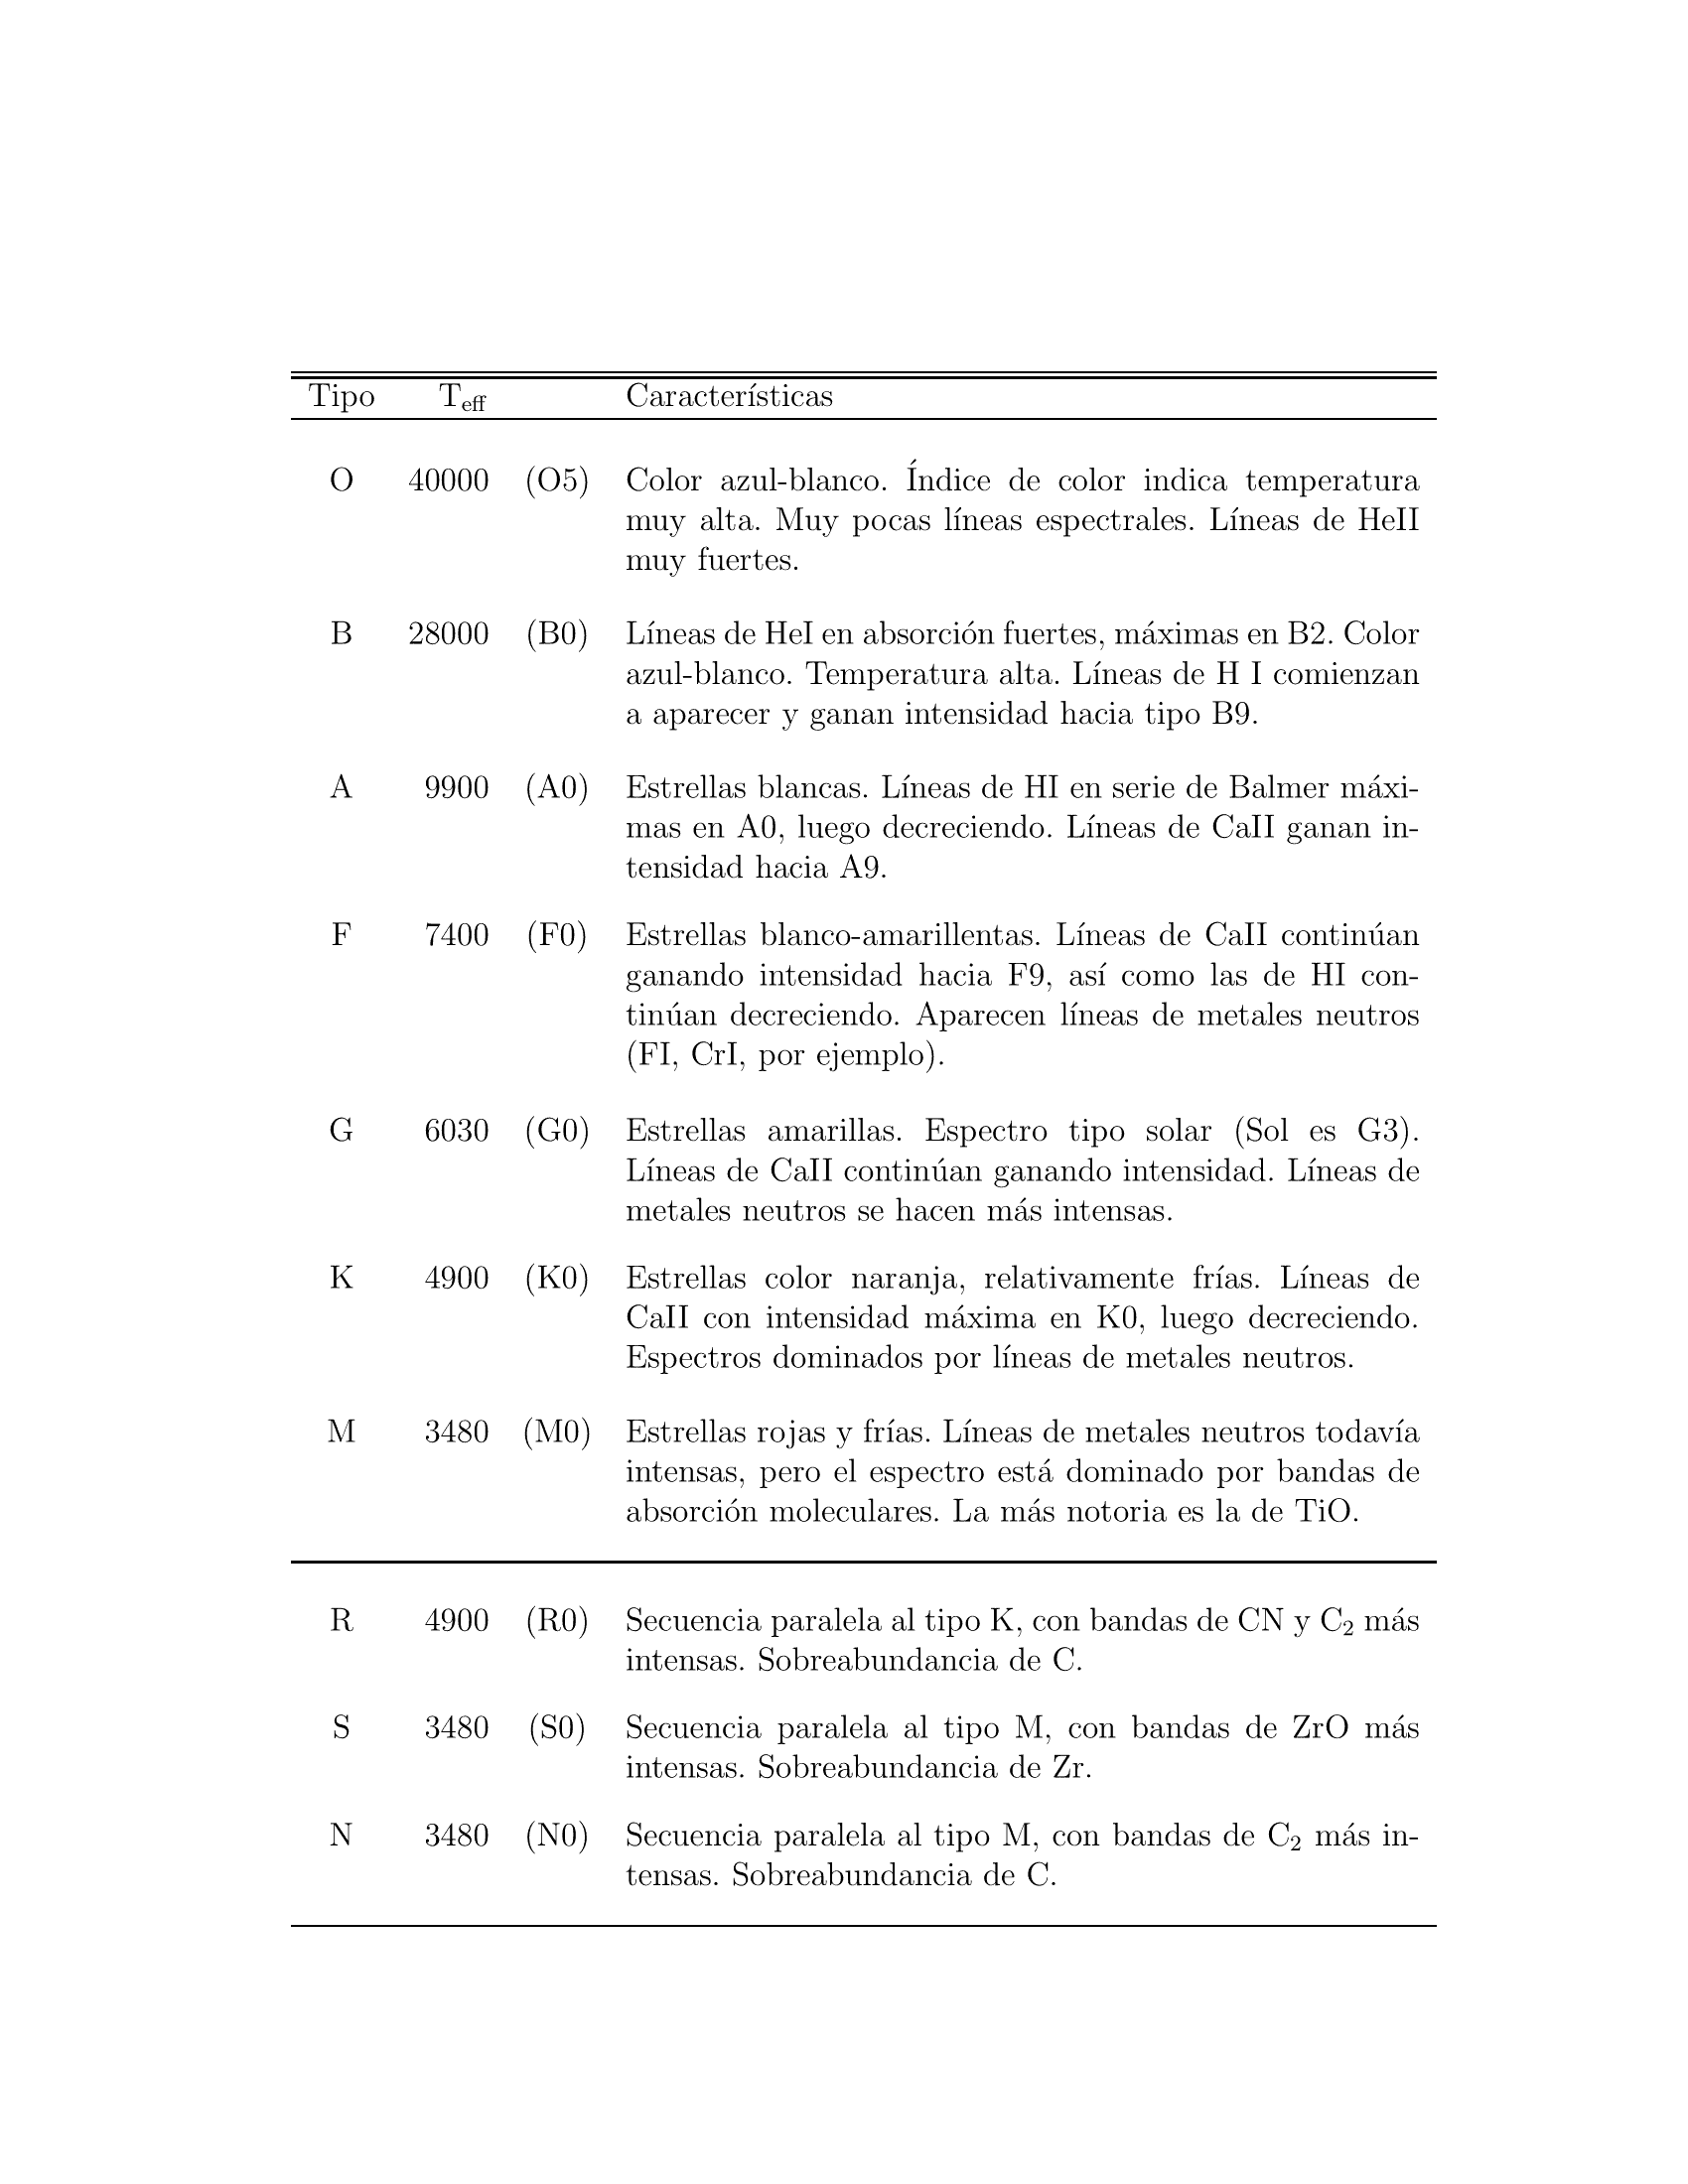 Tipo T_eff Características
O 40000 (O5) Color azul-blanco. Índice de color indica temperatura
muy alta. Muy pocas líneas espectrales. Líneas de HeII
muy fuertes.
B 28000 (B0) Líneas de HeI en absorción fuertes, máximas en B2. Color
azul-blanco. Temperatura alta. Líneas de H I comienzan
a aparecer y ganan intensidad hacia tipo B9.
A 9900 (A0) Estrellas blancas. Líneas de HI en serie de Balmer máxi-
mas en A0, luego decreciendo. Líneas de CaII ganan in-
tensidad hacia A9.
F 7400 (F0) Estrellas blanco-amarillentas. Líneas de CaII continúan
ganando intensidad hacia F9, así como las de HI con-
tinúan decreciendo. Aparecen líneas de metales neutros
(FI, CrI, por ejemplo).
G 6030 (G0) Estrellas amarillas. Espectro tipo solar (Sol es G3).
Líneas de CaII continúan ganando intensidad. Líneas de
metales neutros se hacen más intensas.
K 4900 (K0) Estrellas color naranja, relativamente frías. Líneas de
CaII con intensidad máxima en K0, luego decreciendo.
Espectros dominados por líneas de metales neutros.
M 3480 (M0) Estrellas rojas y frías. Líneas de metales neutros todavía
intensas, pero el espectro está dominado por bandas de
absorción moleculares. La más notoria es la de TiO.
R 4900 (R0) Secuencia paralela al tipo K, con bandas de CN y C₂ más
intensas. Sobreabundancia de C.
S 3480 (S0) Secuencia paralela al tipo M, con bandas de ZrO más
intensas. Sobreabundancia de Zr.
N 3480 (N0) Secuencia paralela al tipo M, con bandas de C₂ más in-
tensas. Sobreabundancia de C.